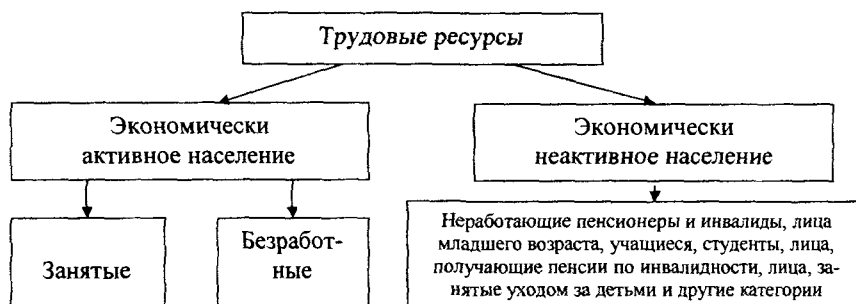 Трудовые ресурсы
Экономически
активное население
Экономически
неактивное население
Занятые
Безработ-
ные
Неработающие пенсионеры и инвалиды, лица
младшего возраста, учащиеся, студенты, лица,
получающие пенсии по инвалидности, лица, за-
нятые уходом за детьми и другие категории